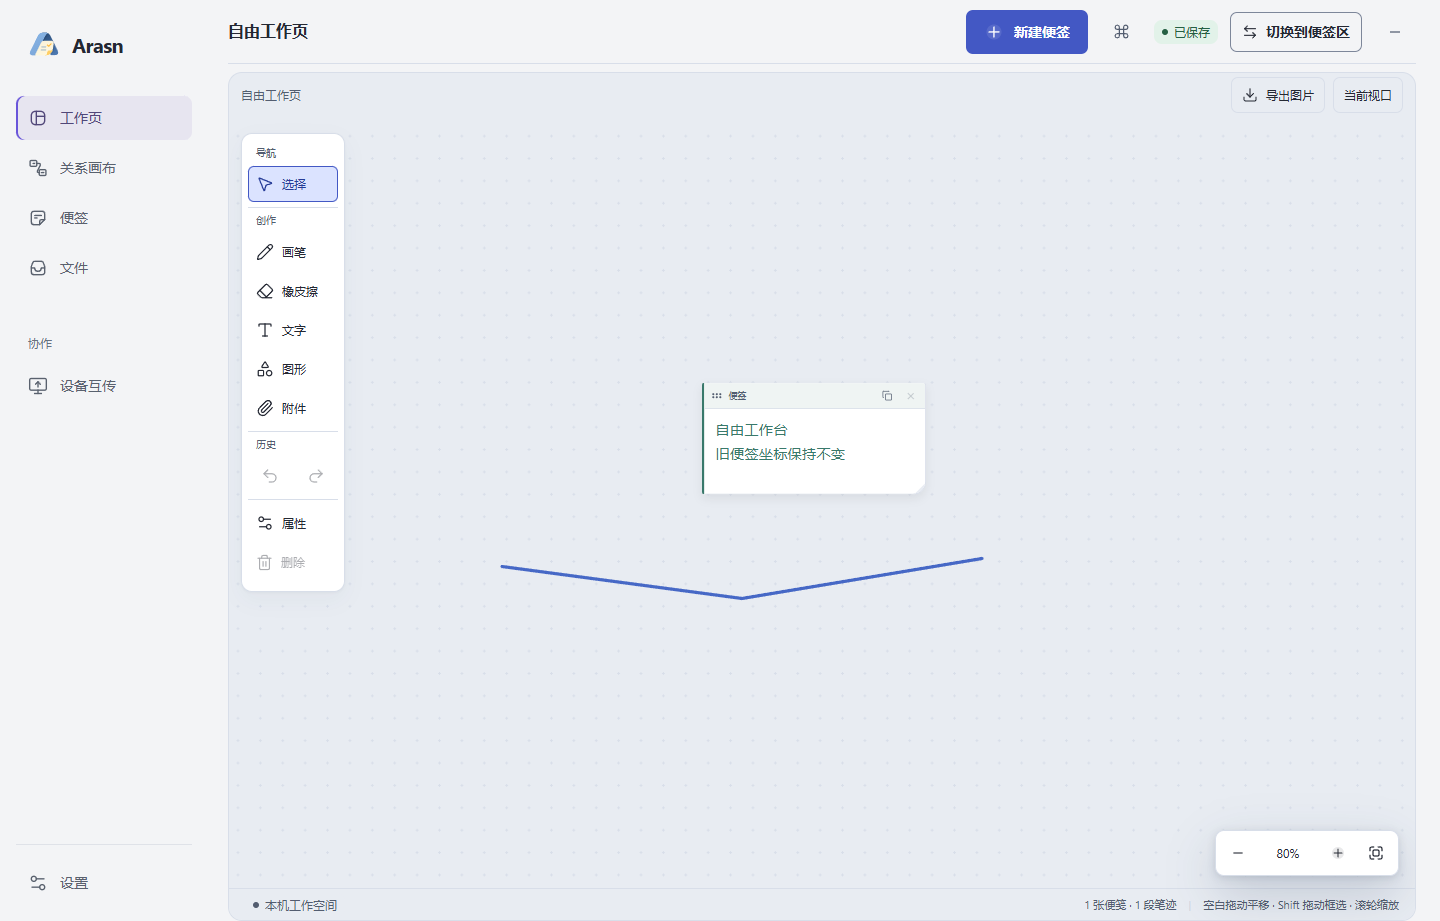 Arasn
工作页
关系画布
便签
文件
协作
设备互传
设置
自由工作页
新建便签
已保存
切换到便签区
自由工作页
导出图片
当前视口
导航
选择
创作
画笔
橡皮擦
文字
图形
附件
历史
属性
删除
便签
自由工作台
旧便签坐标保持不变
80%
本机工作空间
1 张便笺 · 1 段笔迹
空白拖动平移 · Shift 拖动框选 · 滚轮缩放